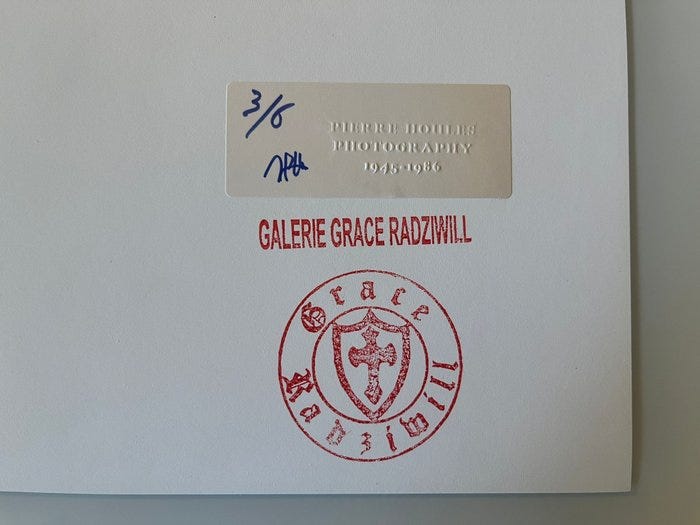 3/6
PIERRE HOULES
PHOTOGRAPHY
1945-1986
GALERIE GRACE RADZIWILL
Grace
Radziwill